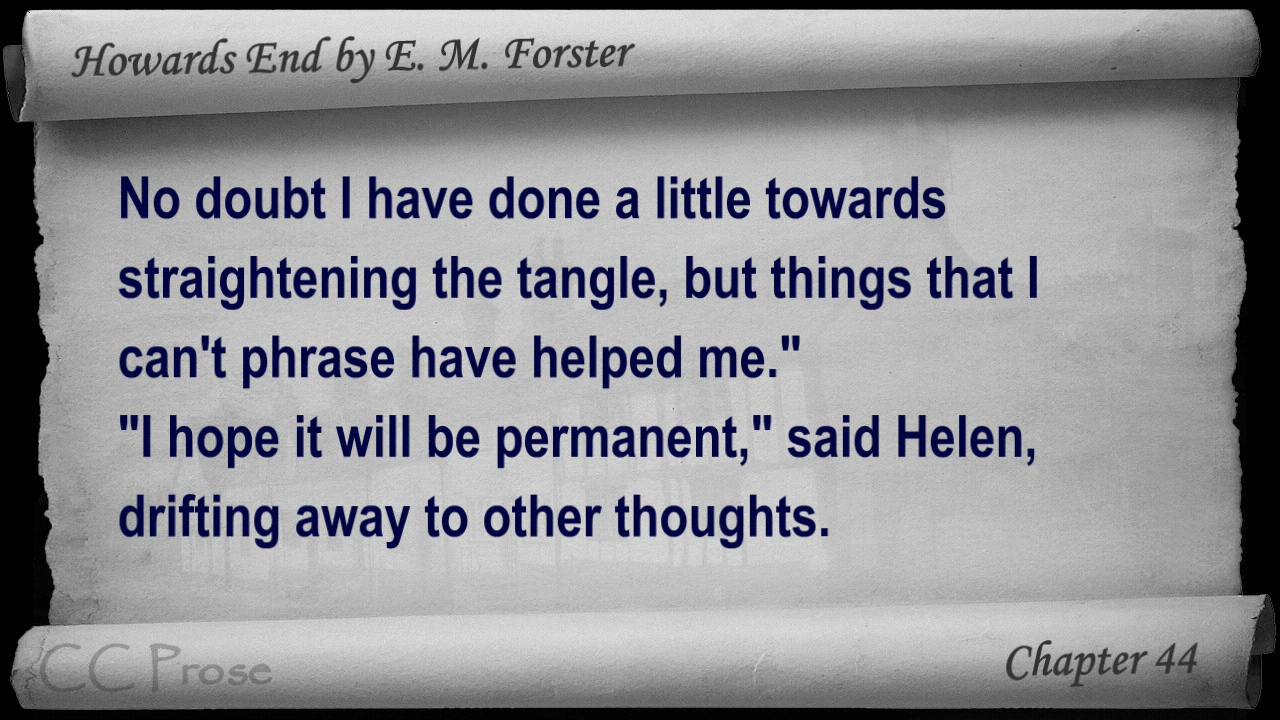 Howards End by E. M. Forster
No doubt I have done a little towards
straightening the tangle, but things that I
can't phrase have helped me."
"I hope it will be permanent," said Helen,
drifting away to other thoughts.
CC Prose
Chapter 44